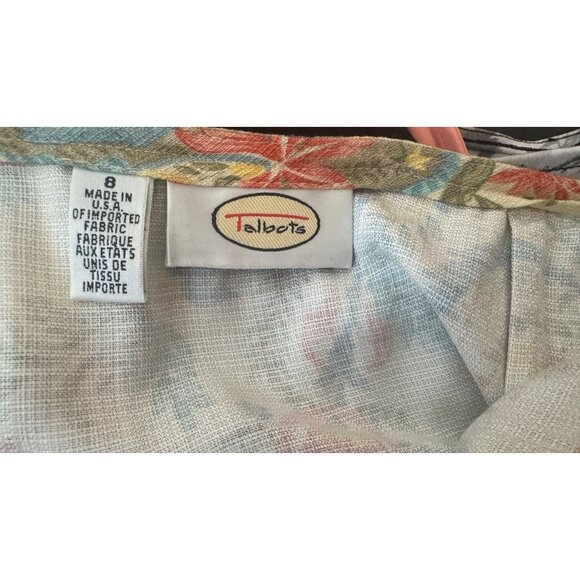 8
MADE IN
U.S.A.
OF IMPORTED
FABRIC
FABRIQUE
AUX ETATS
UNIS DE
TISSU
IMPORTE
Talbots